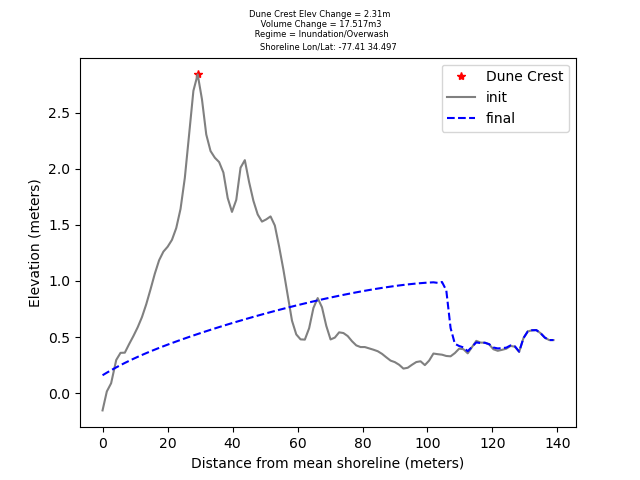 Dune Crest Elev Change = 2.31m
Volume Change = 17.517m3
Regime = Inundation/Overwash
Shoreline Lon/Lat: -77.41 34.497
Dune Crest
init
final
Elevation (meters)
2.5
2.0
1.5
1.0
0.5
0.0
0 20 40 60 80 100 120 140
Distance from mean shoreline (meters)